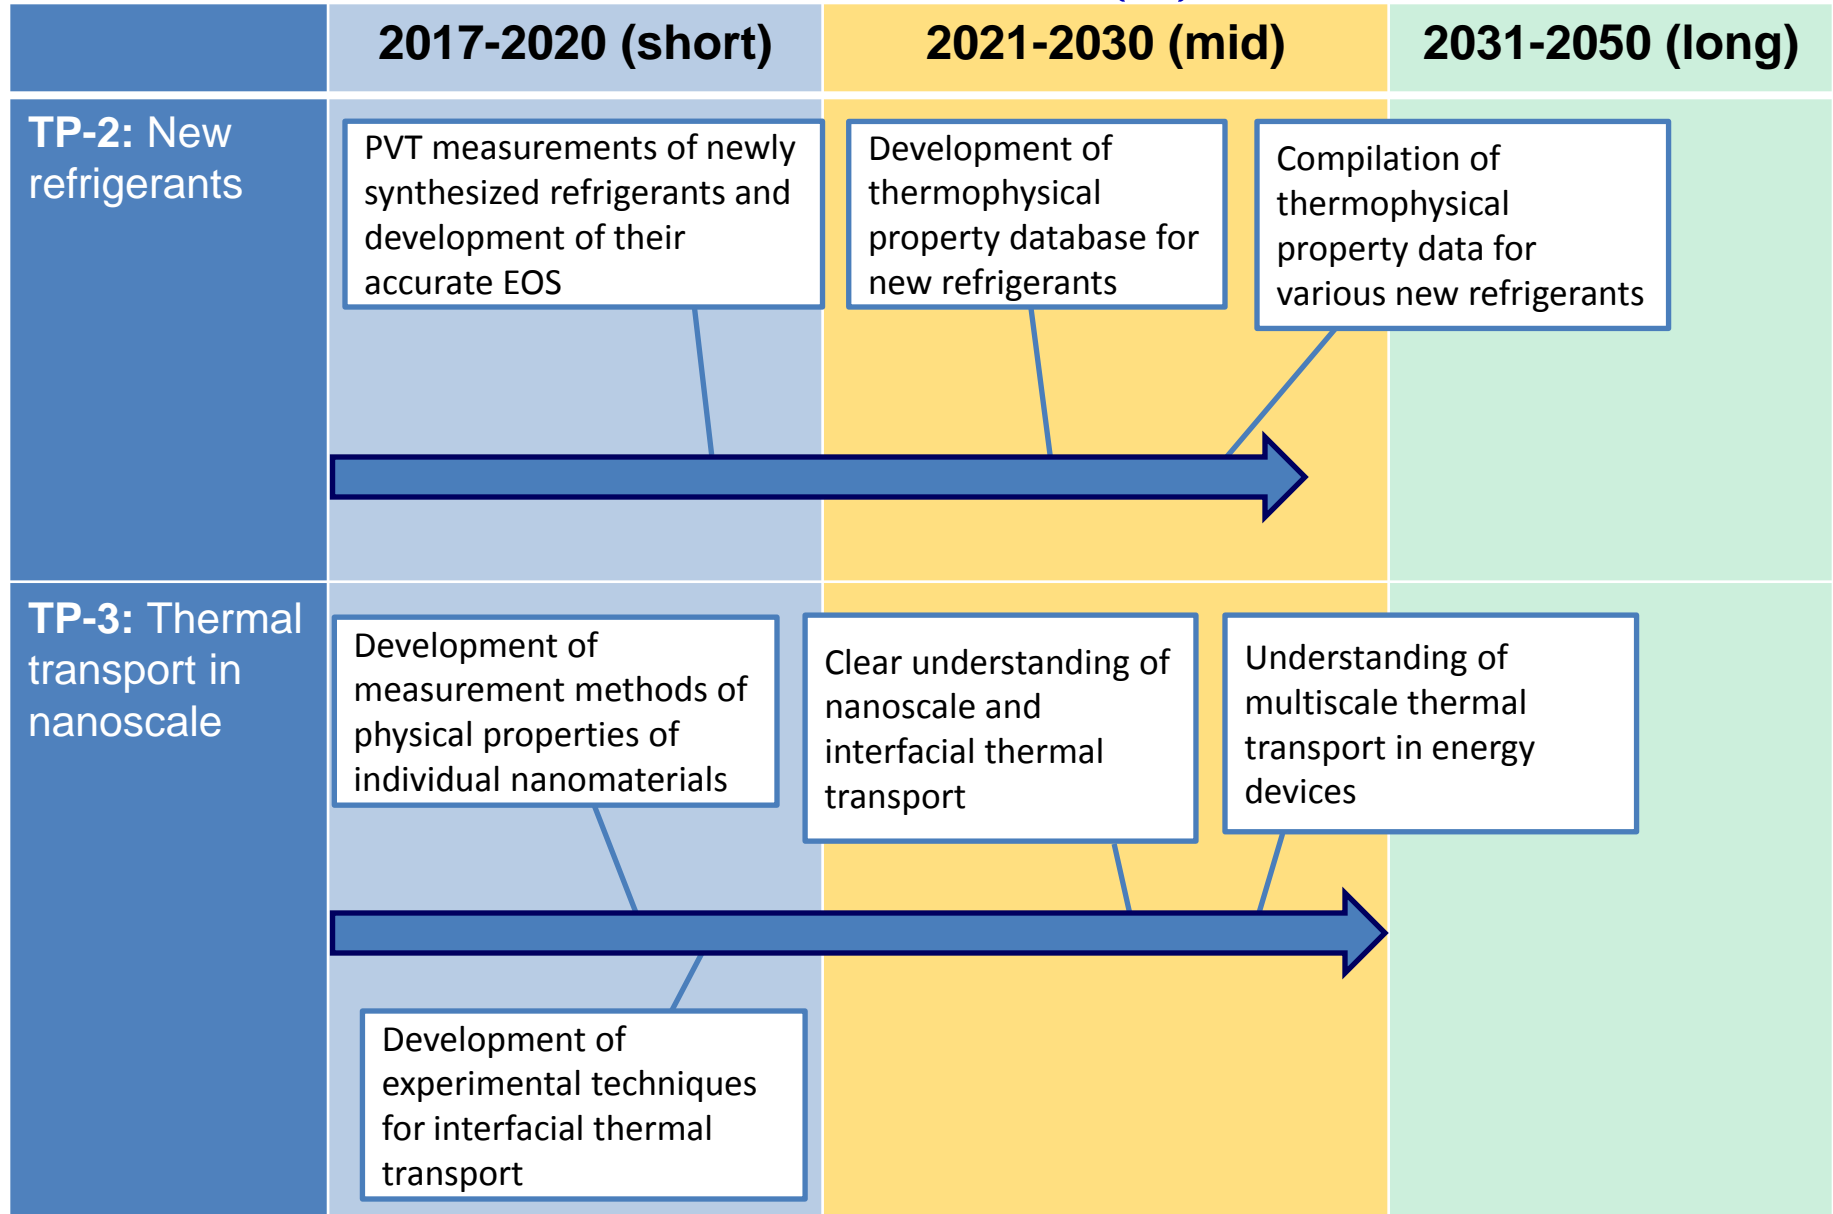 2017-2020 (short)
2021-2030 (mid)
2031-2050 (long)
TP-2: New
refrigerants
PVT measurements of newly
synthesized refrigerants and
development of their
accurate EOS
Development of
thermophysical
property database for
new refrigerants
Compilation of
thermophysical
property data for
various new refrigerants
TP-3: Thermal
transport in
nanoscale
Development of
measurement methods of
physical properties of
individual nanomaterials
Clear understanding of
nanoscale and
interfacial thermal
transport
Understanding of
multiscale thermal
transport in energy
devices
Development of
experimental techniques
for interfacial thermal
transport